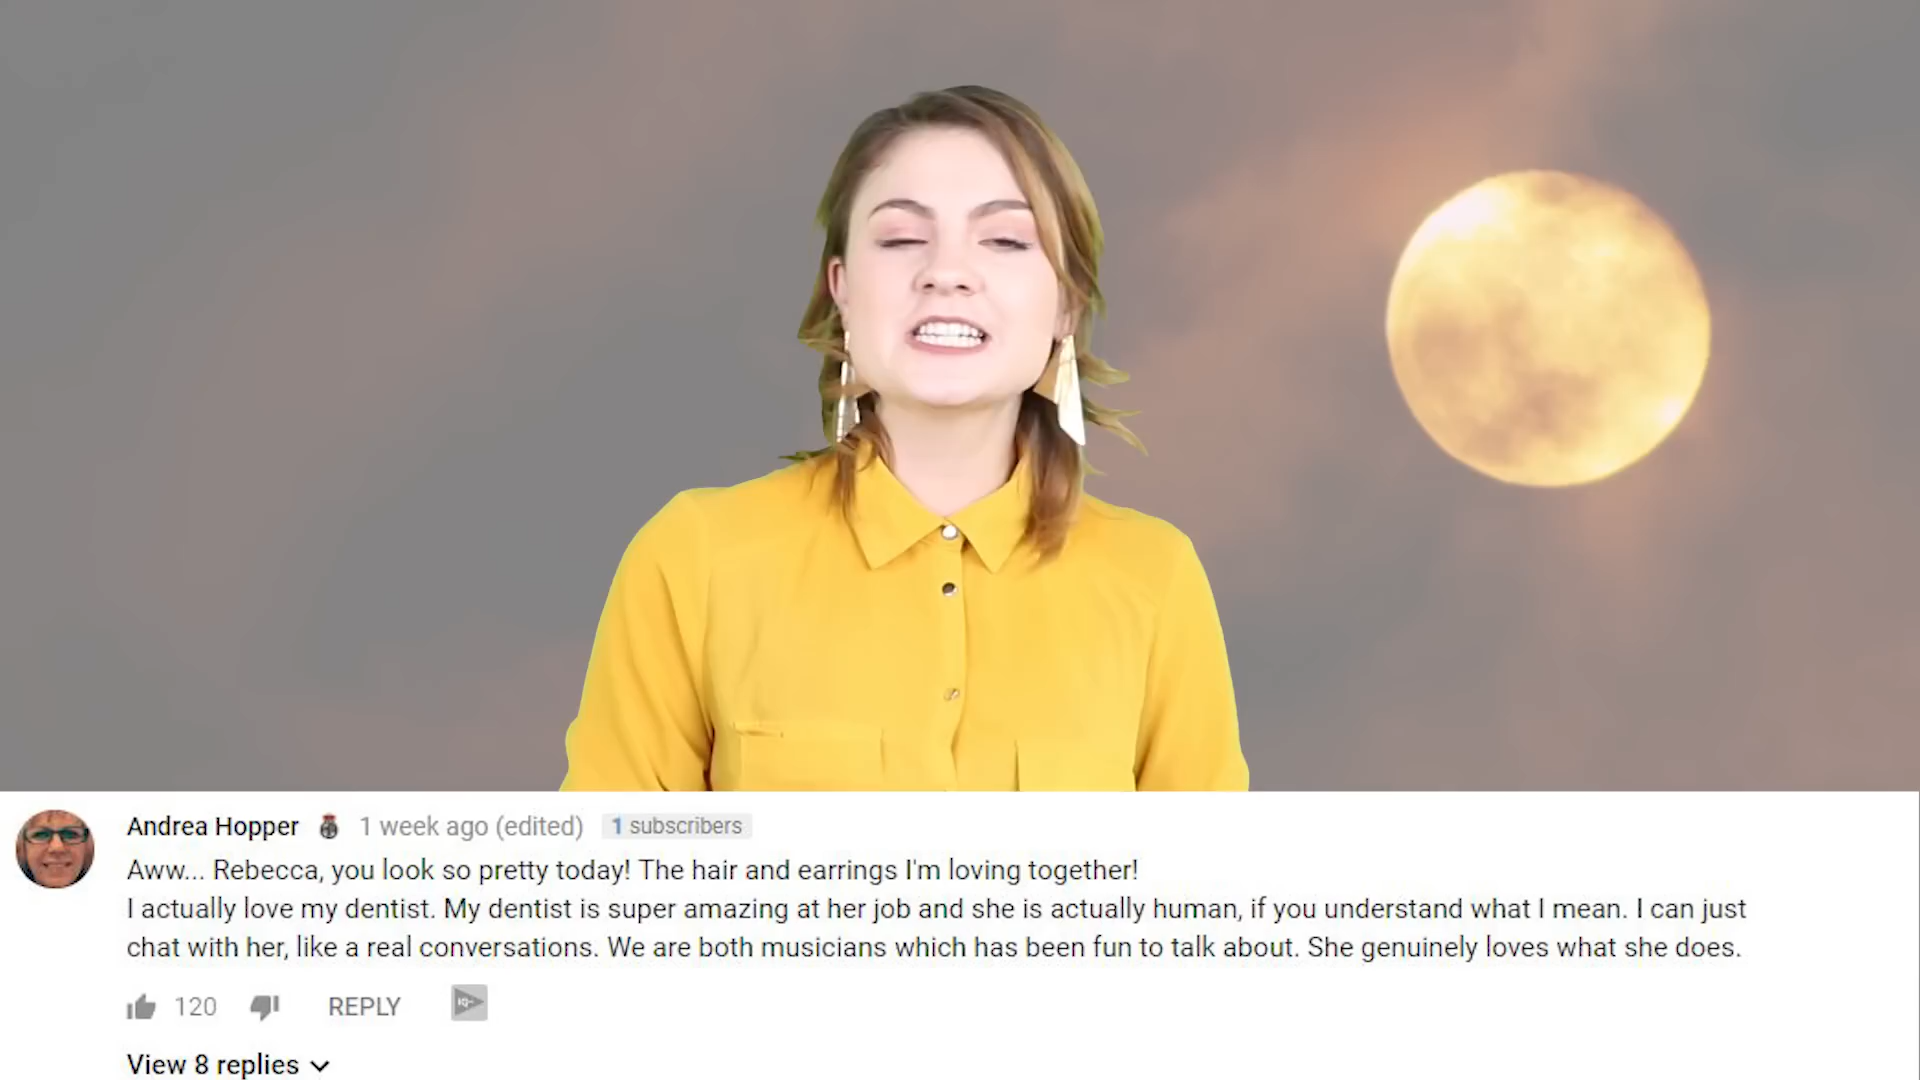 Andrea Hopper 1 week ago (edited) 1 subscribers
Aww... Rebecca, you look so pretty today! The hair and earrings I'm loving together!
I actually love my dentist. My dentist is super amazing at her job and she is actually human, if you understand what I mean. I can just
chat with her, like a real conversations. We are both musicians which has been fun to talk about. She genuinely loves what she does.
120 REPLY IQ
View 8 replies